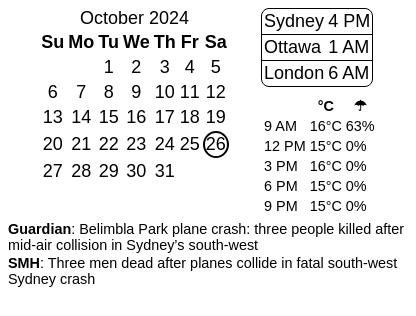 October 2024
Su Mo Tu We Th Fr Sa
1 2 3 4 5
6 7 8 9 10 11 12
13 14 15 16 17 18 19
20 21 22 23 24 25 26
27 28 29 30 31
Sydney 4 PM
Ottawa 1 AM
London 6 AM
°C ☂
9 AM 16°C 63%
12 PM 15°C 0%
3 PM 16°C 0%
6 PM 15°C 0%
9 PM 15°C 0%
Guardian: Belimbla Park plane crash: three people killed after
mid-air collision in Sydney's south-west
SMH: Three men dead after planes collide in fatal south-west
Sydney crash